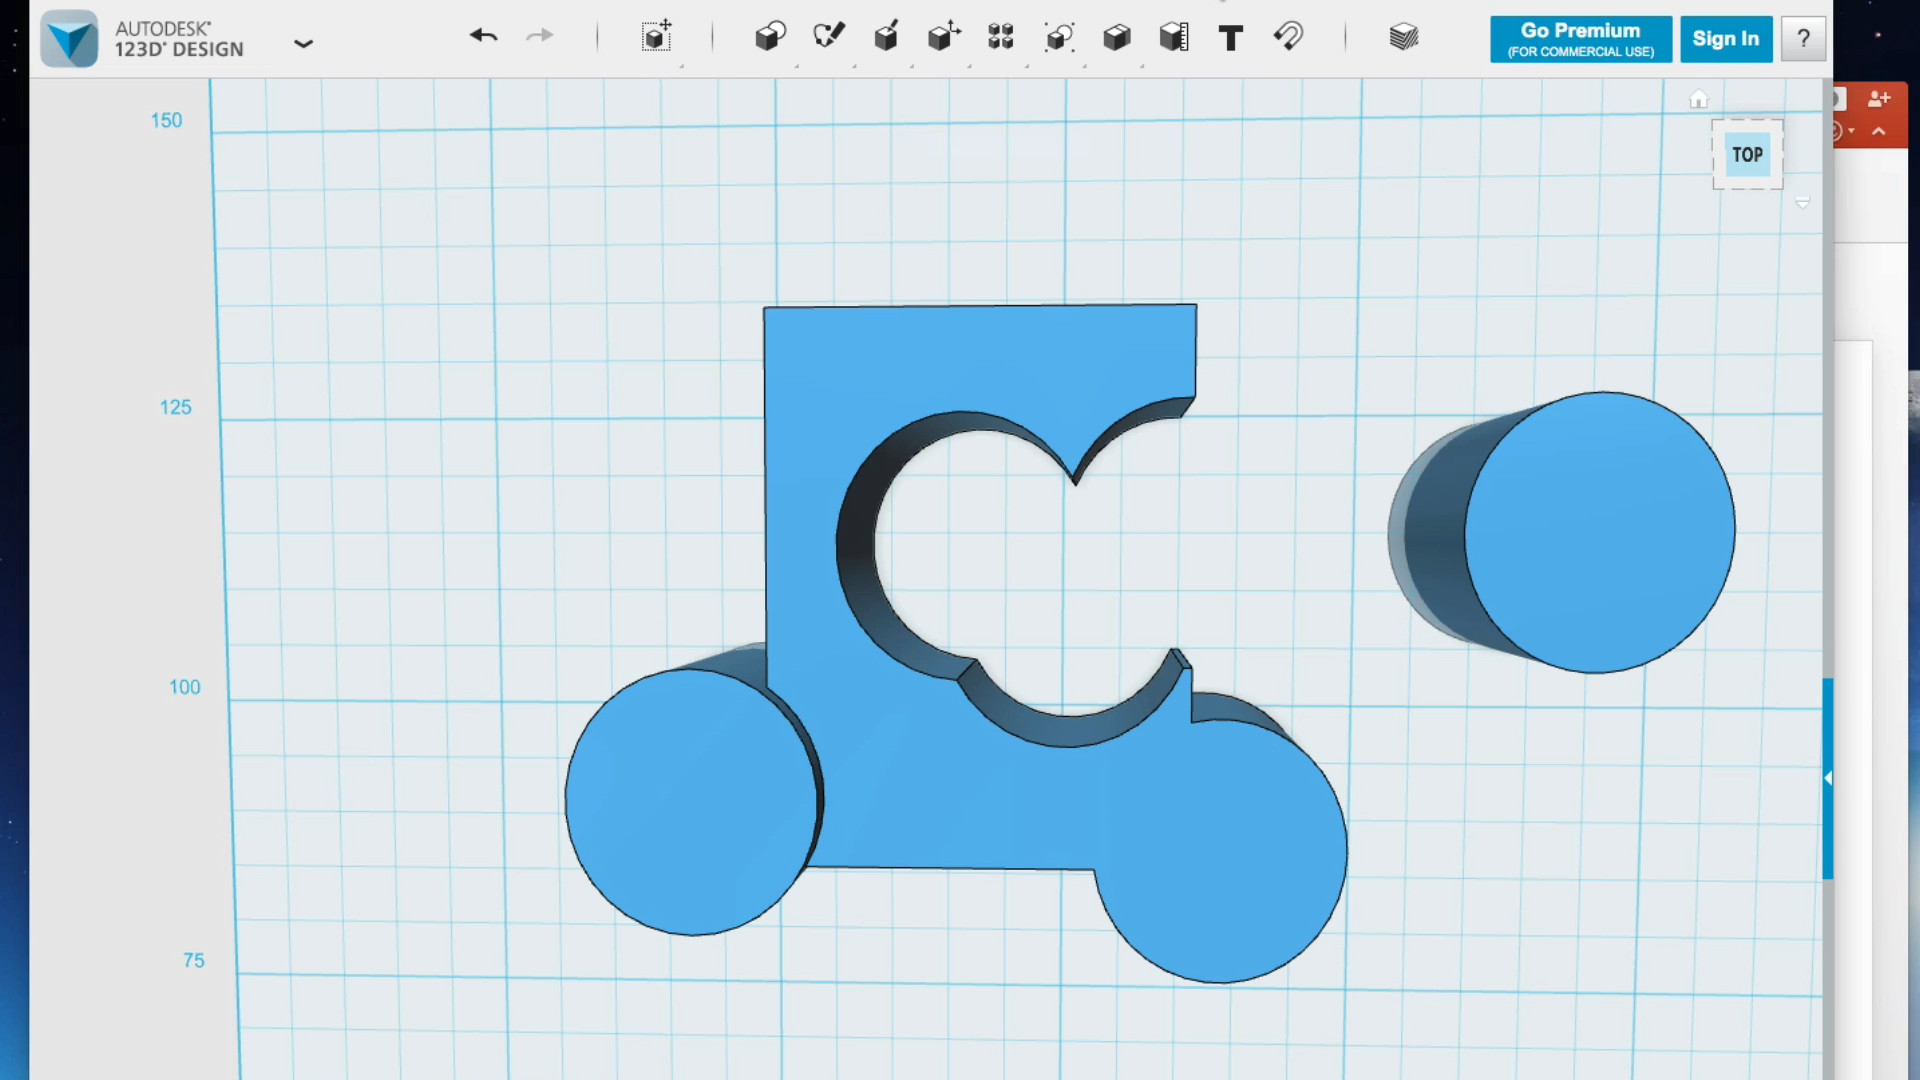 AUTODESK®
123D® DESIGN
Go Premium
(FOR COMMERCIAL USE)
Sign In
?
T
TOP
150
125
100
75